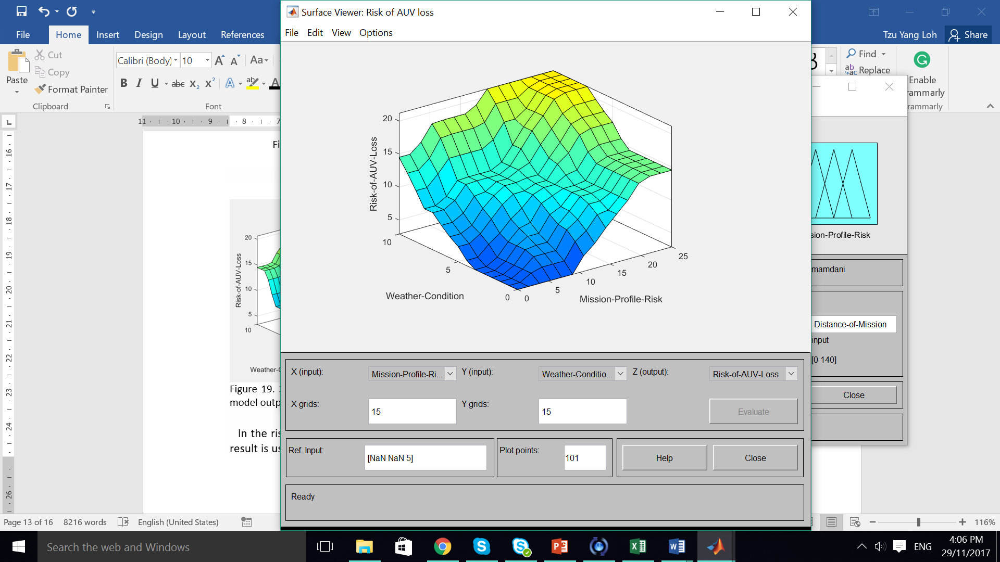 Surface Viewer: Risk of AUV loss
File Edit View Options
File Home Insert Design Layout References
Tzu Yang Loh Share
Paste
Cut
Copy
Format Painter
Clipboard
Calibri (Body) 10
Aa
B I U abc X2 X2 A ab A
Font
Find
Replace
Enable
rammarly
rammarly
11 10 9 8 7
16
17
18
19
20
21
22
23
24
26
Fi
20
15
10
5
10
Risk-of-AUV-Loss
Figure 19.
model outp
In the ris
result is us
20
15
10
5
10
5
0
0
5
10
15
20
25
Risk-of-AUV-Loss
Weather-Condition
Mission-Profile-Risk
X (input): Mission-Profile-Ri... Y (input): Weather-Conditio... Z (output): Risk-of-AUV-Loss
X grids: 15 Y grids: 15 Evaluate
Ref. Input: [NaN NaN 5] Plot points: 101 Help Close
Ready
sion-Profile-Risk
mamdani
Distance-of-Mission
input
[0 140]
Close
Page 13 of 16 8216 words English (United States) 116%
Search the web and Windows
ENG
4:06 PM
29/11/2017